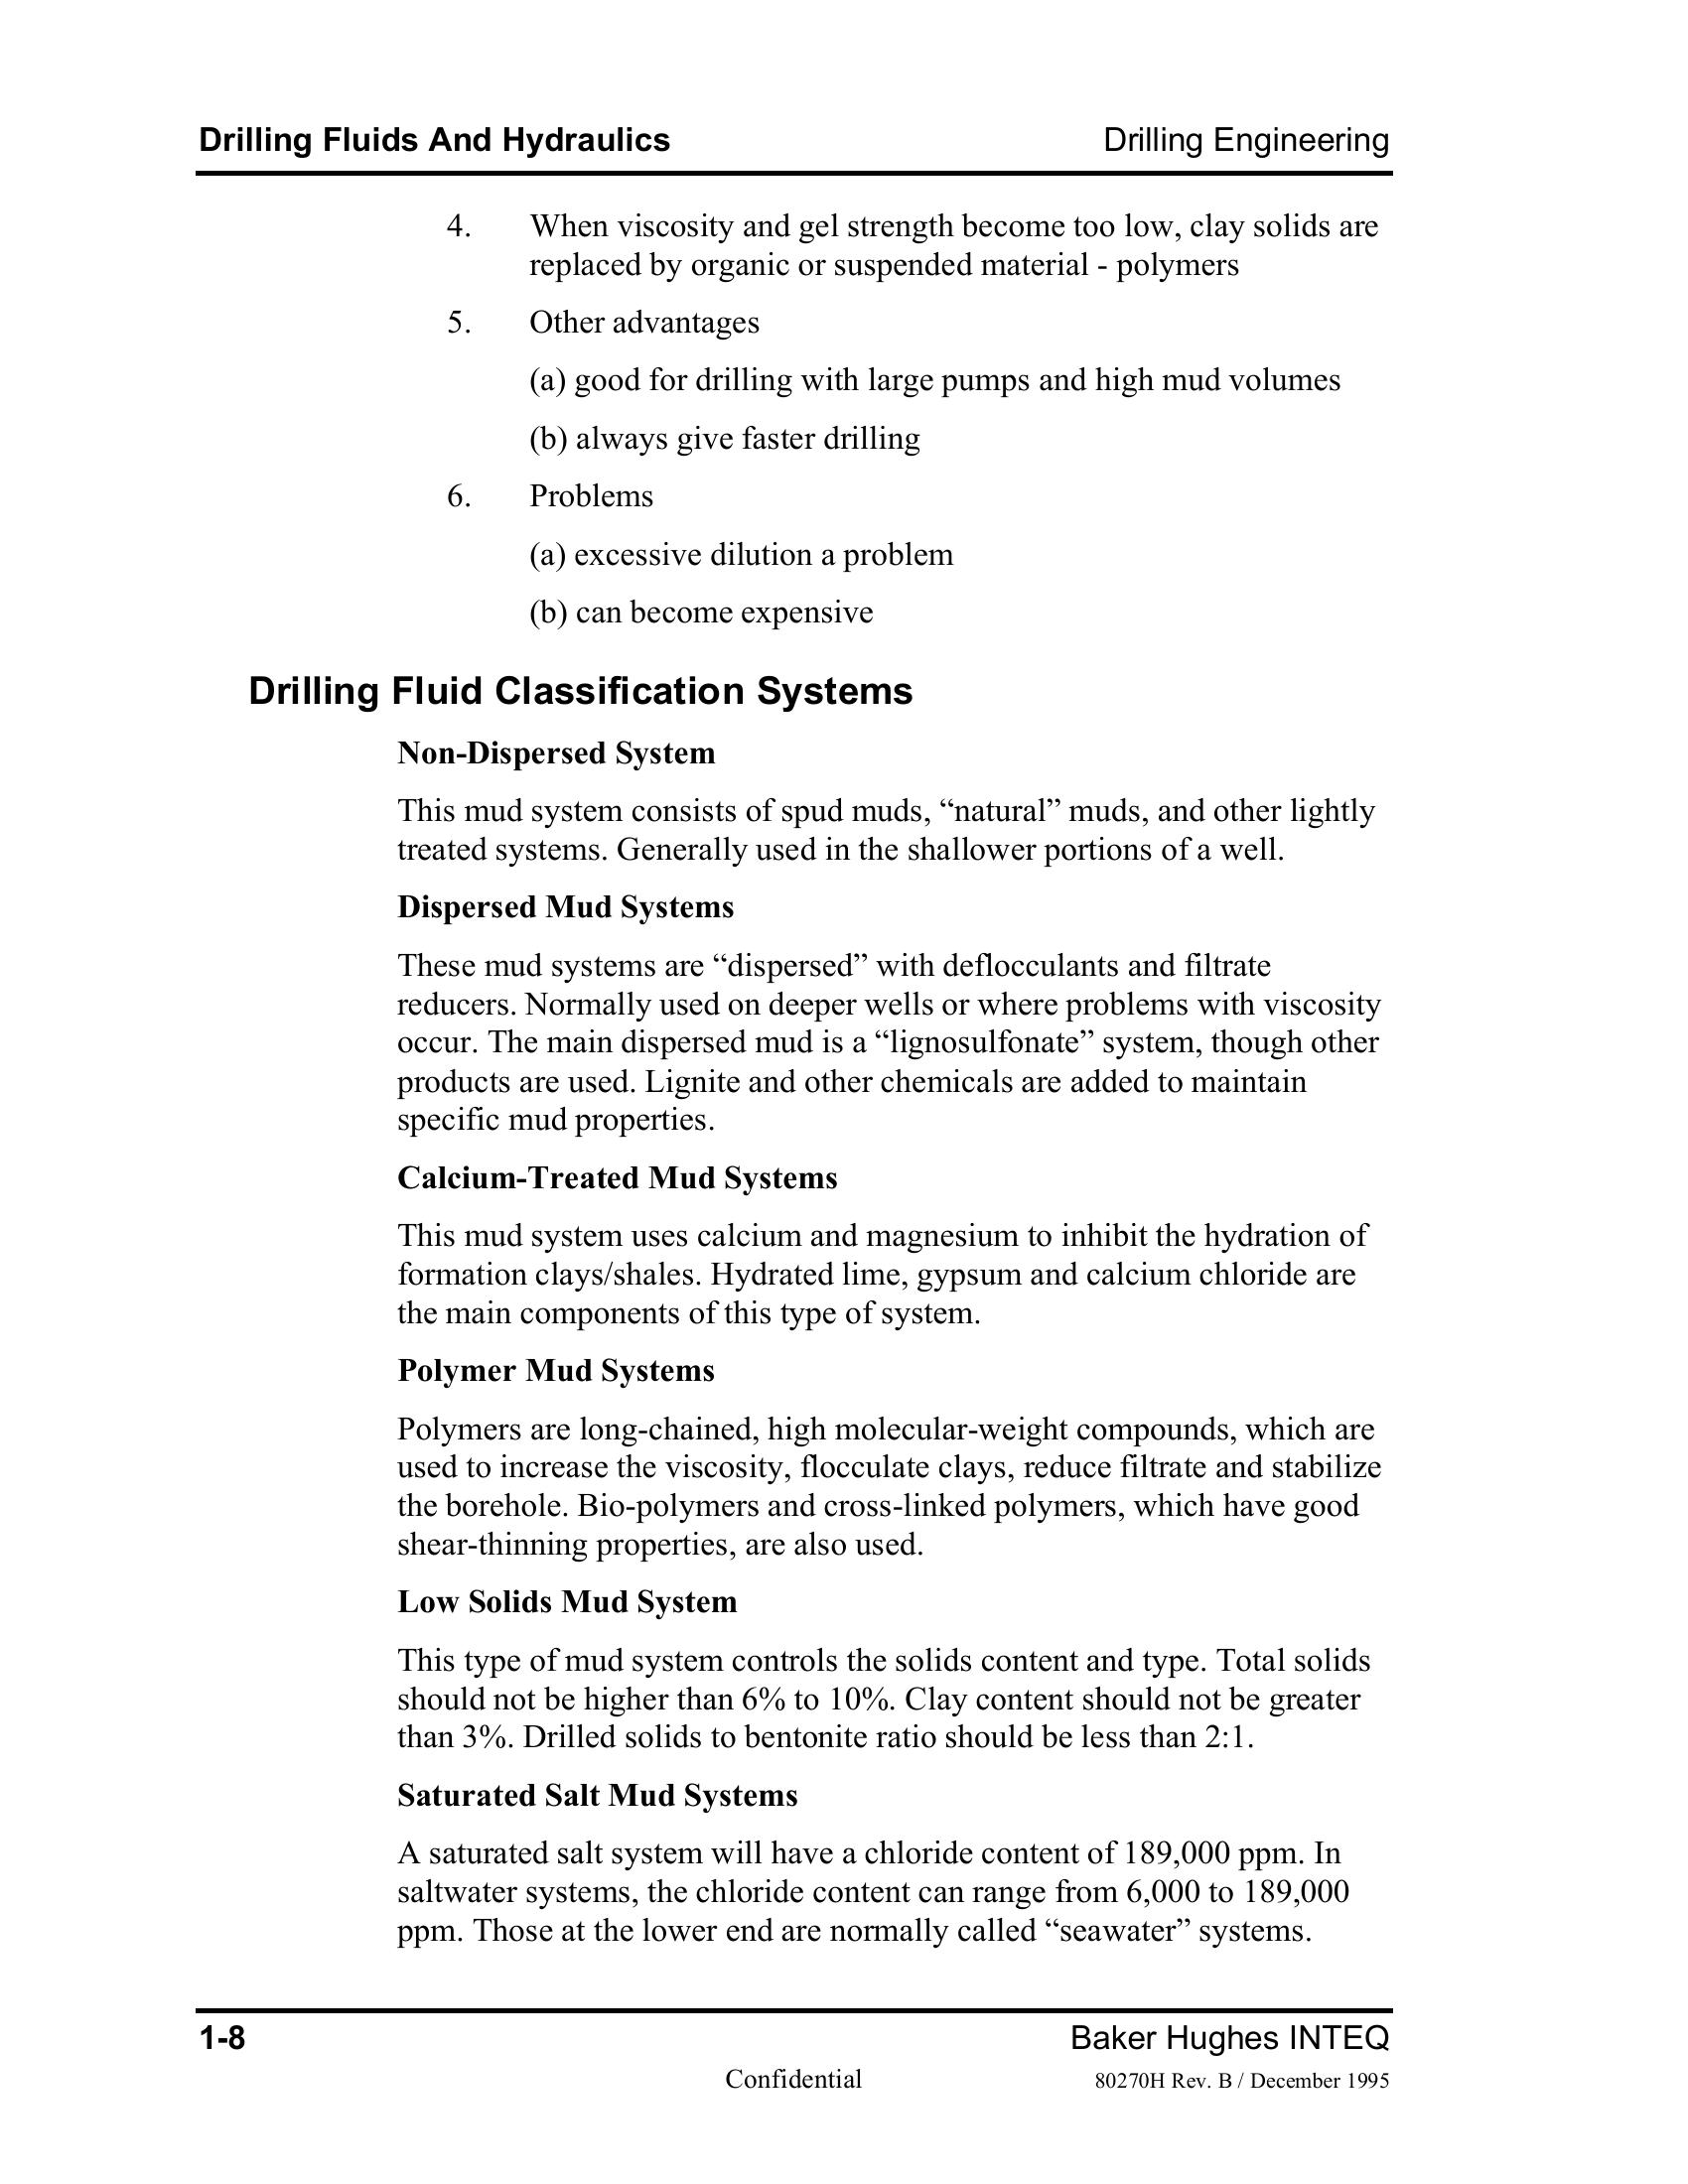 Drilling Fluids And Hydraulics Drilling Engineering
4. When viscosity and gel strength become too low, clay solids are
replaced by organic or suspended material - polymers
5. Other advantages
(a) good for drilling with large pumps and high mud volumes
(b) always give faster drilling
6. Problems
(a) excessive dilution a problem
(b) can become expensive
Drilling Fluid Classification Systems
Non-Dispersed System
This mud system consists of spud muds, “natural” muds, and other lightly
treated systems. Generally used in the shallower portions of a well.
Dispersed Mud Systems
These mud systems are “dispersed” with deflocculants and filtrate
reducers. Normally used on deeper wells or where problems with viscosity
occur. The main dispersed mud is a “lignosulfonate” system, though other
products are used. Lignite and other chemicals are added to maintain
specific mud properties.
Calcium-Treated Mud Systems
This mud system uses calcium and magnesium to inhibit the hydration of
formation clays/shales. Hydrated lime, gypsum and calcium chloride are
the main components of this type of system.
Polymer Mud Systems
Polymers are long-chained, high molecular-weight compounds, which are
used to increase the viscosity, flocculate clays, reduce filtrate and stabilize
the borehole. Bio-polymers and cross-linked polymers, which have good
shear-thinning properties, are also used.
Low Solids Mud System
This type of mud system controls the solids content and type. Total solids
should not be higher than 6% to 10%. Clay content should not be greater
than 3%. Drilled solids to bentonite ratio should be less than 2:1.
Saturated Salt Mud Systems
A saturated salt system will have a chloride content of 189,000 ppm. In
saltwater systems, the chloride content can range from 6,000 to 189,000
ppm. Those at the lower end are normally called “seawater” systems.
1-8 Baker Hughes INTEQ
Confidential 80270H Rev. B / December 1995